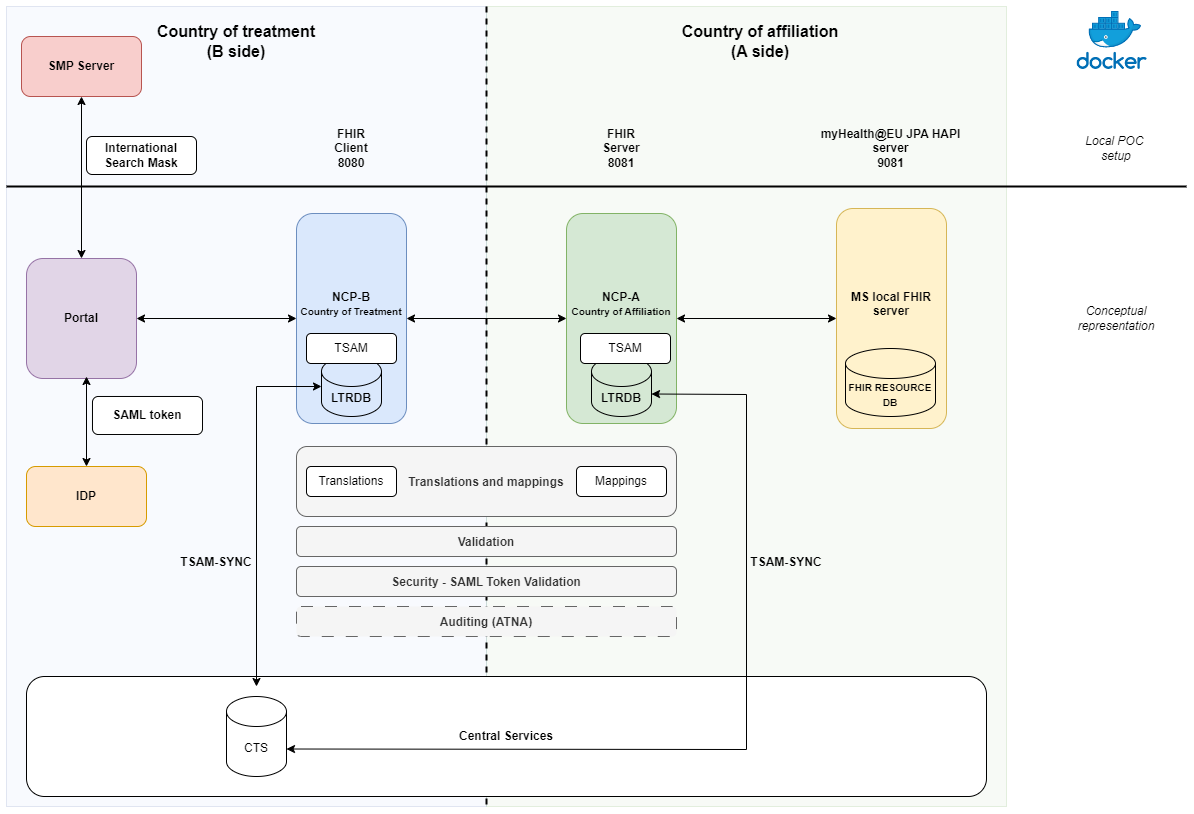 Country of treatment
(B side)
Country of affiliation
(A side)
docker
SMP Server
International
Search Mask
FHIR
Client
8080
FHIR
Server
8081
myHealth@EU JPA HAPI
server
9081
Local POC
setup
Portal
NCP-B
Country of Treatment
TSAM
LTRDB
NCP-A
Country of Affiliation
TSAM
LTRDB
MS local FHIR
server
FHIR RESOURCE
DB
Conceptual
representation
SAML token
IDP
Translations
Translations and mappings
Mappings
Validation
TSAM-SYNC
TSAM-SYNC
Security - SAML Token Validation
Auditing (ATNA)
Central Services
CTS